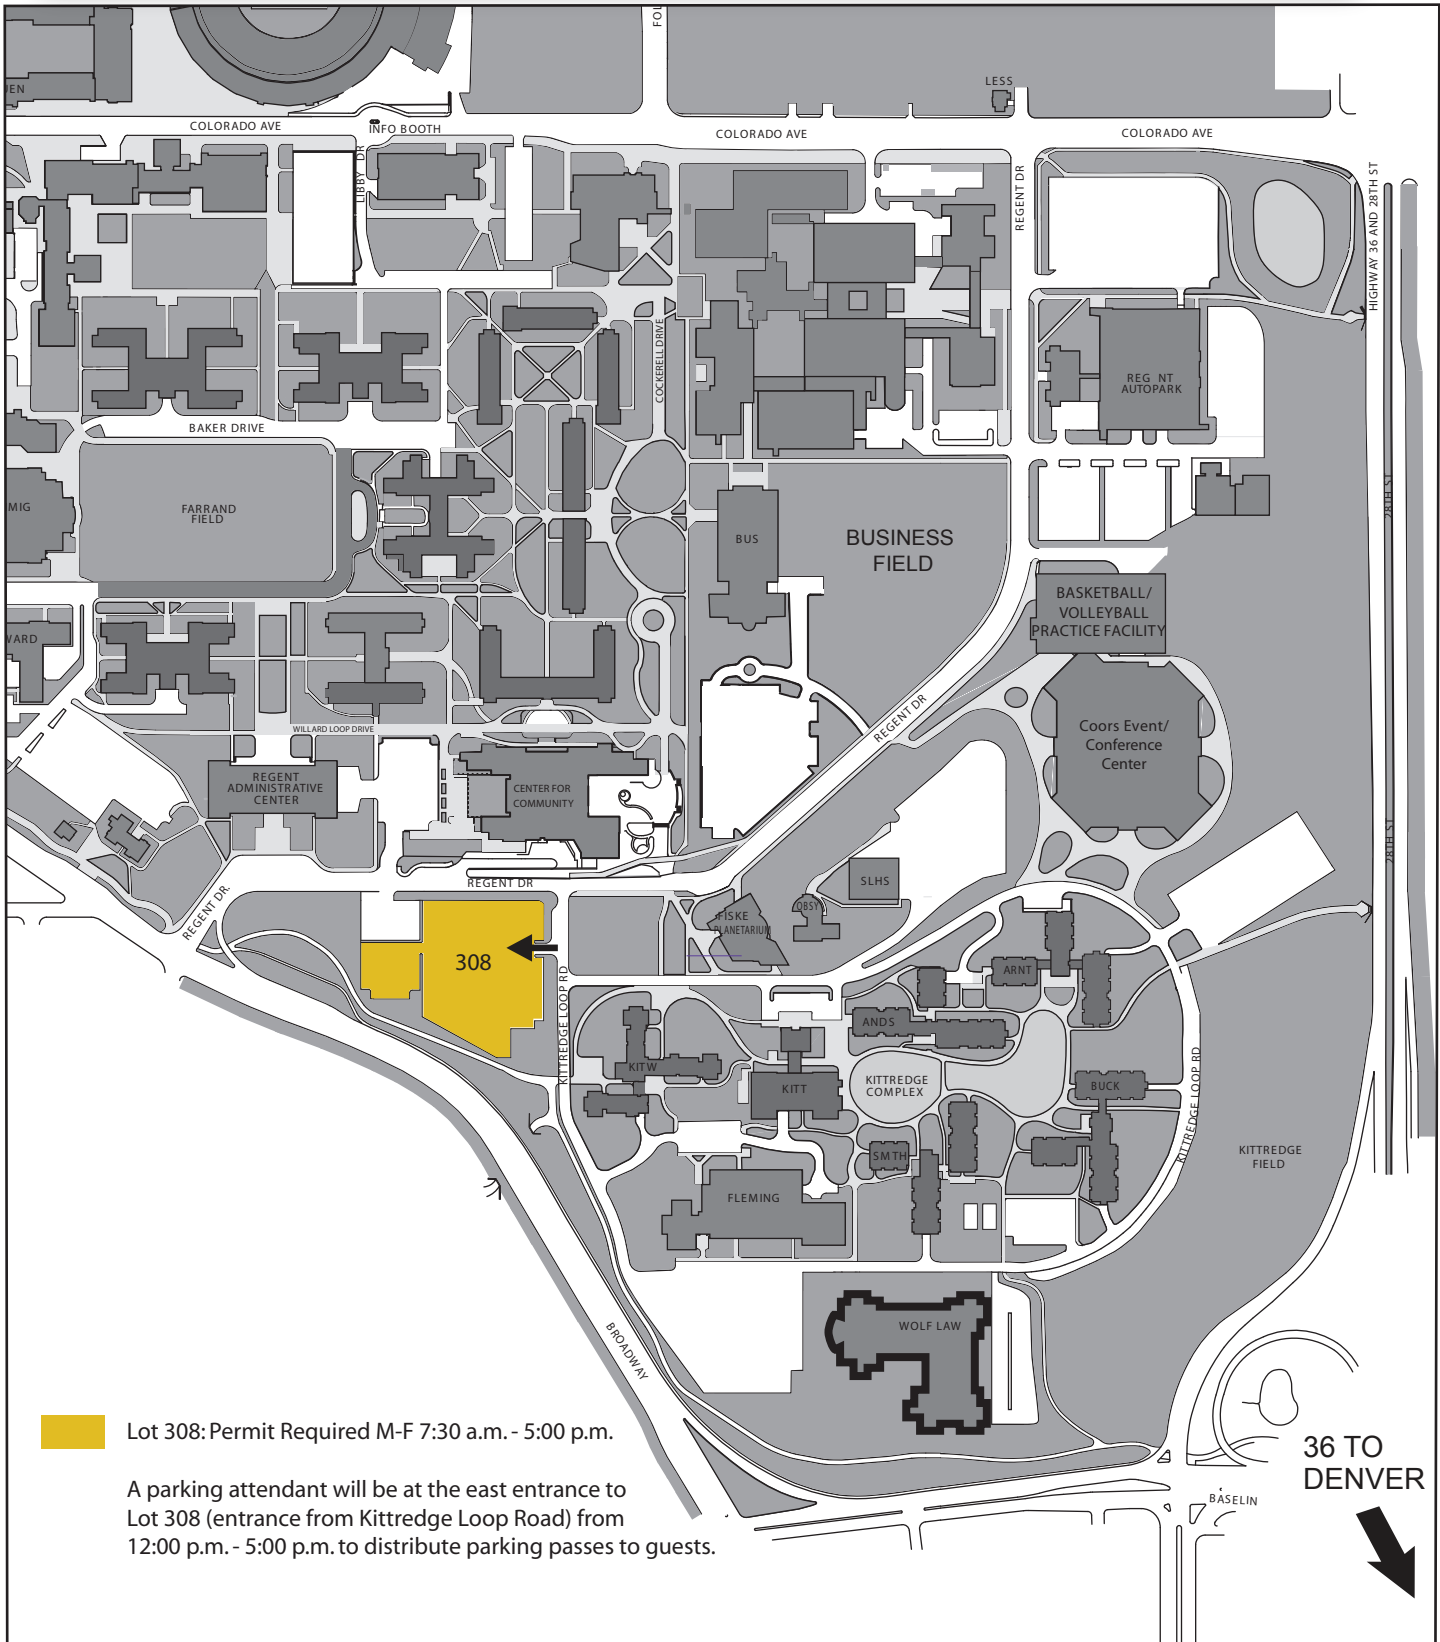 FOL
LESS
UEN
COLORADO AVE
INFO BOOTH
COLORADO AVE
COLORADO AVE
LIBBY DR
REGENT DR
HIGHWAY 36 AND 28TH ST
COCKERELL DRIVE
REG NT
AUTOPARK
BAKER DRIVE
MIG
FARRAND
FIELD
BUS
BUSINESS
FIELD
28TH ST
BASKETBALL/
VOLLEYBALL
PRACTICE FACILITY
WARD
WILLARD LOOP DRIVE
REGENT DR
Coors Event/
Conference
Center
REGENT
ADMINISTRATIVE
CENTER
CENTER FOR
COMMUNITY
28TH ST
REGENT DR
SLHS
REGENT DR.
OBSY
FISKE
PLANETARIUM
308
KITTREDGE LOOP RD
ARNT
ANDS
KITW
KITT
KITTREDGE
COMPLEX
BUCK
KITTREDGE LOOP RD
SMTH
KITTREDGE
FIELD
FLEMING
WOLF LAW
BROADWAY
Lot 308: Permit Required M-F 7:30 a.m. - 5:00 p.m.
A parking attendant will be at the east entrance to
Lot 308 (entrance from Kittredge Loop Road) from
12:00 p.m. - 5:00 p.m. to distribute parking passes to guests.
36 TO
DENVER
BASELIN